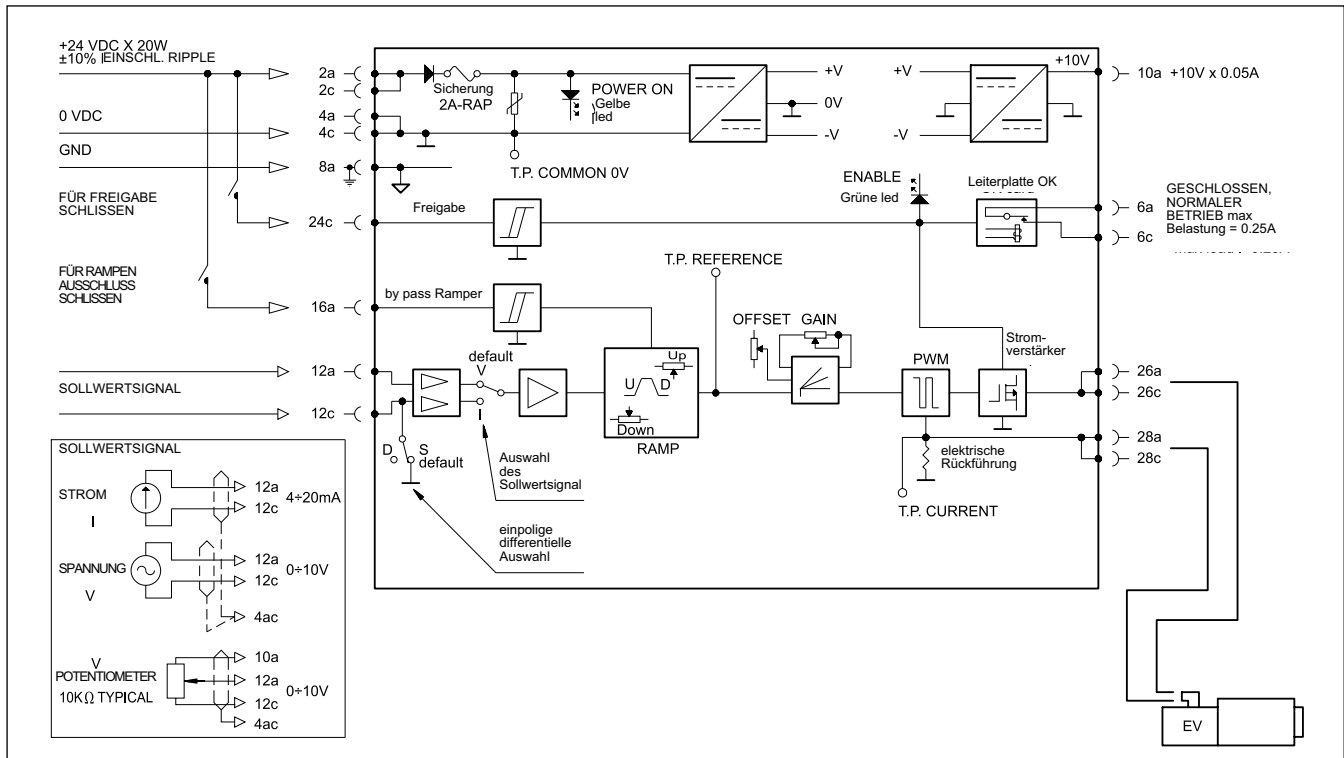 +24 VDC X 20W
±10% EINSCHL. RIPPLE
0 VDC
GND
FÜR FREIGABE
SCHLISSEN
FÜR RAMPEN
AUSSCHLUSS
SCHLISSEN
SOLLWERTSIGNAL
2a
2c
4a
4c
8a
24c
16a
12a
12c
Sicherung
2A-RAP
POWER ON
Gelbe
led
T.P. COMMON 0V
+V
0V
-V
+V
-V
+10V
10a +10V x 0.05A
Freigabe
ENABLE
Grüne led
Leiterplatte OK
6a
6c
GESCHLOSSEN,
NORMALER
BETRIEB max
Belastung = 0.25A
T.P. REFERENCE
by pass Ramper
default
V
I
D
S
default
Up
U D
Down
RAMP
OFFSET
GAIN
PWM
Strom-
verstärker
26a
26c
28a
28c
elektrische
Rückführung
T.P. CURRENT
Auswahl
des
Sollwertsignal
einpolige
differentielle
Auswahl
SOLLWERTSIGNAL
STROM
I
12a
12c
4÷20mA
SPANNUNG
V
12a
12c
0÷10V
4ac
V
POTENTIOMETER
10KΩ TYPICAL
10a
12a
12c
0÷10V
4ac
EV